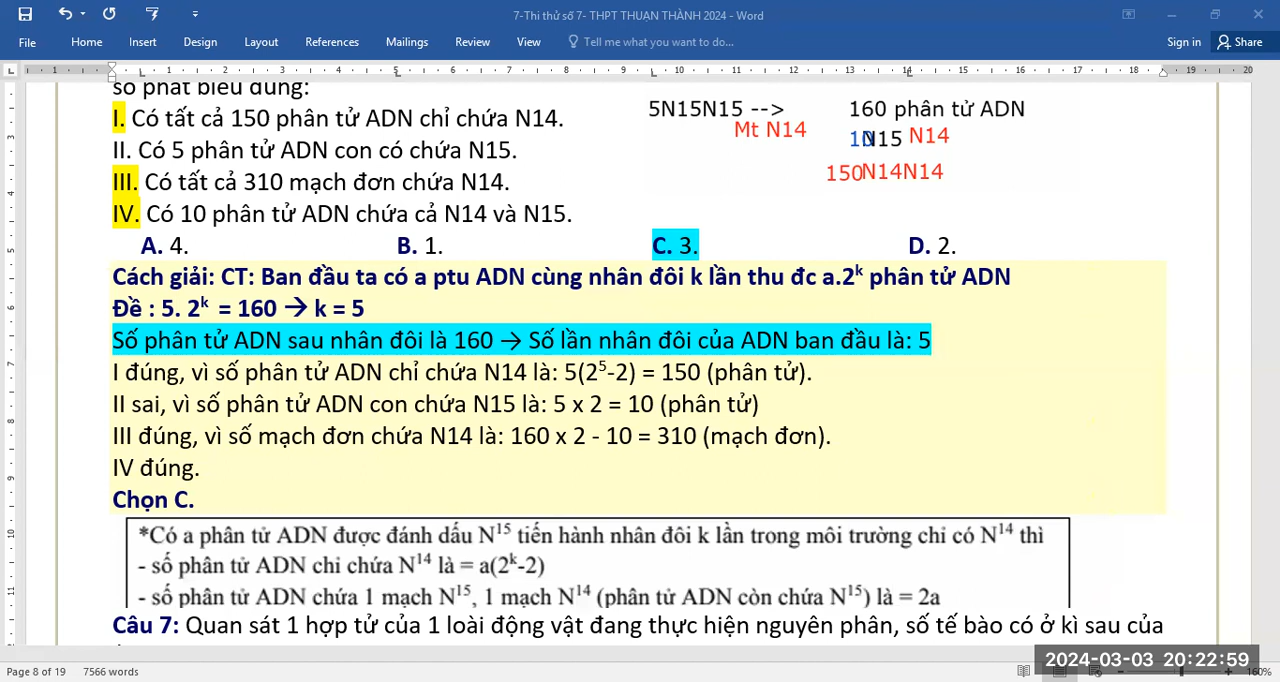 7-Thi thử số 7- THPT THUẬN THÀNH 2024 - Word
File Home Insert Design Layout References Mailings Review View Tell me what you want to do... Sign in Share
số phát biểu đúng:
I. Có tất cả 150 phân tử ADN chỉ chứa N14.
II. Có 5 phân tử ADN con có chứa N15.
III. Có tất cả 310 mạch đơn chứa N14.
IV. Có 10 phân tử ADN chứa cả N14 và N15.
5N15N15 --> 160 phân tử ADN
Mt N14
10 N15 N14
150N14N14
A. 4. B. 1. C. 3. D. 2.
Cách giải: CT: Ban đầu ta có a ptu ADN cùng nhân đôi k lần thu đc a.2ᵏ phân tử ADN
Đề : 5. 2ᵏ = 160 → k = 5
Số phân tử ADN sau nhân đôi là 160 → Số lần nhân đôi của ADN ban đầu là: 5
I đúng, vì số phân tử ADN chỉ chứa N14 là: 5(2⁵-2) = 150 (phân tử).
II sai, vì số phân tử ADN con chứa N15 là: 5 x 2 = 10 (phân tử)
III đúng, vì số mạch đơn chứa N14 là: 160 x 2 - 10 = 310 (mạch đơn).
IV đúng.
Chọn C.
*Có a phân tử ADN được đánh dấu N¹⁵ tiến hành nhân đôi k lần trong môi trường chỉ có N¹⁴ thì
- số phân tử ADN chỉ chứa N¹⁴ là = a(2ᵏ-2)
- số phân tử ADN chứa 1 mạch N¹⁵, 1 mạch N¹⁴ (phân tử ADN còn chứa N¹⁵) là = 2a
Câu 7: Quan sát 1 hợp tử của 1 loài động vật đang thực hiện nguyên phân, số tế bào có ở kì sau của
2024-03-03 20:22:59
Page 8 of 19 7566 words 160%